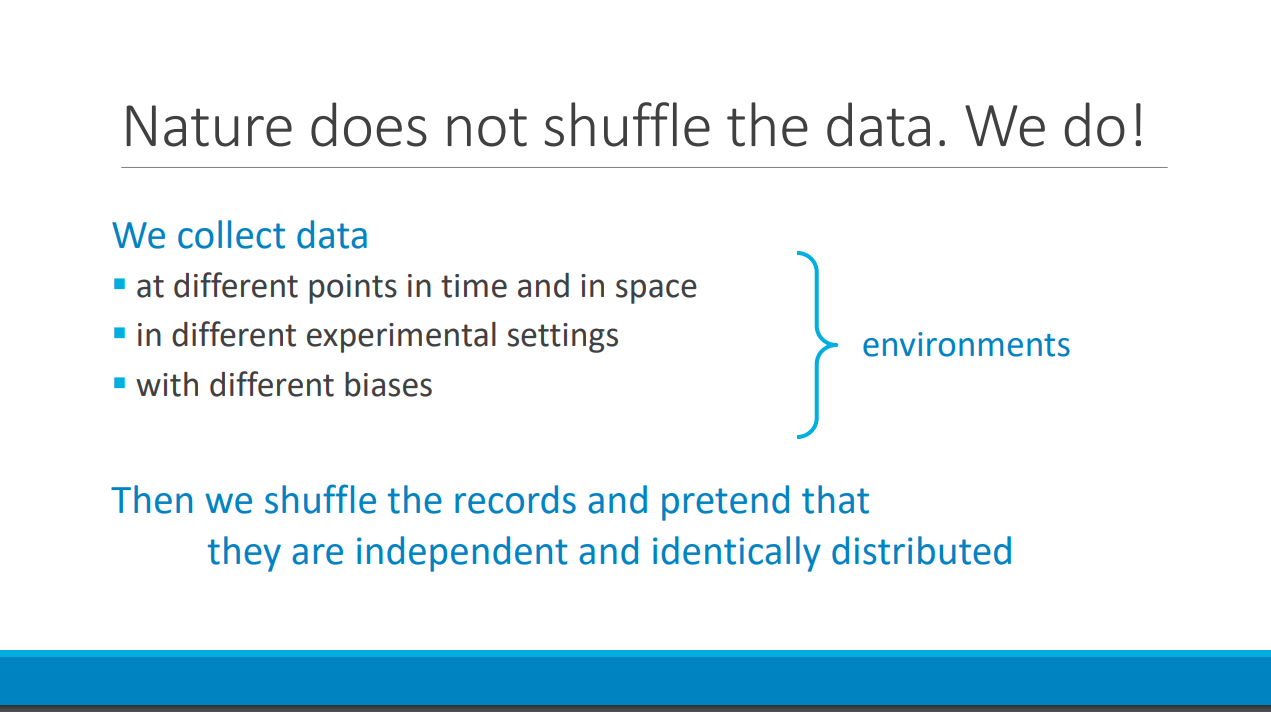 Nature does not shuffle the data. We do!
We collect data
▪ at different points in time and in space
▪ in different experimental settings
▪ with different biases
environments
Then we shuffle the records and pretend that
they are independent and identically distributed